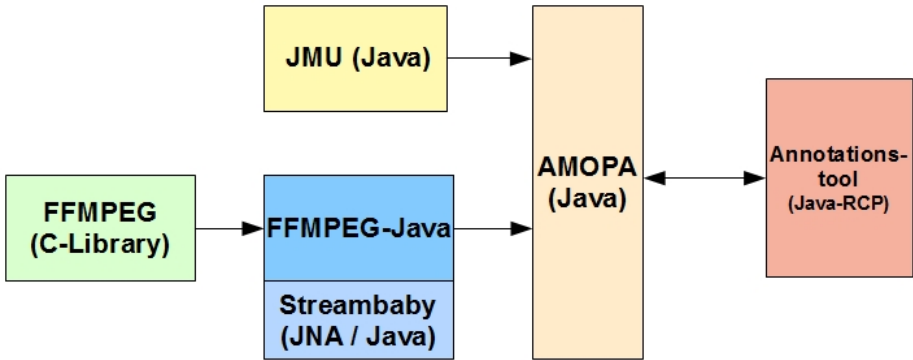 JMU (Java)
FFMPEG
(C-Library)
FFMPEG-Java
Streambaby
(JNA / Java)
AMOPA
(Java)
Annotations-
tool
(Java-RCP)